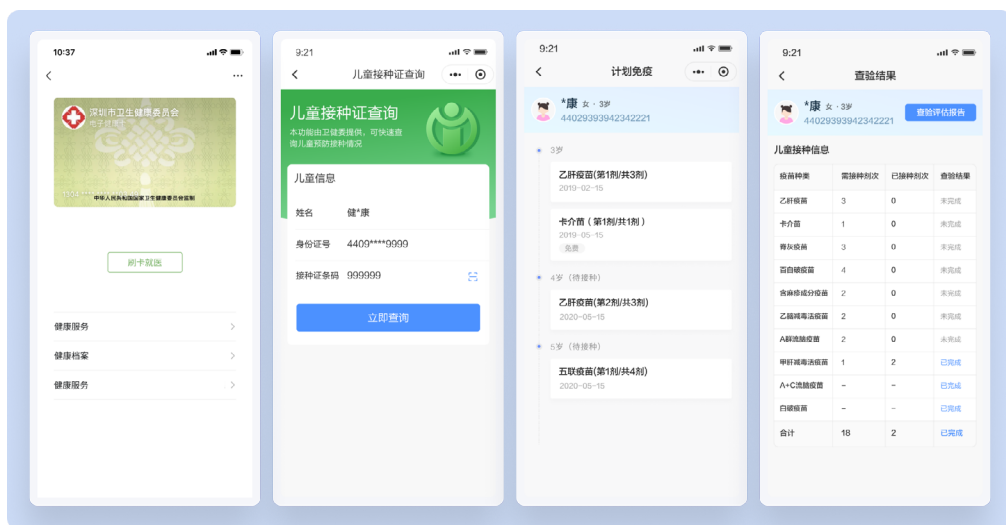 10:37
深圳市卫生健康委员会
电子健康卡
中华人民共和国国家卫生健康委员会监制
刷卡就医
健康服务
健康档案
健康服务
9:21
儿童接种证查询
儿童接种证查询
本功能由卫健委提供，可快速查
询儿童预防接种情况
儿童信息
姓名 健*康
身份证号 4409****9999
接种证条码 999999
立即查询
9:21
计划免疫
*康 女 · 3岁
44029393942342221
3岁
乙肝疫苗(第1剂/共3剂)
2019-02-15
卡介苗（第1剂/共1剂）
2019-05-15
免费
4岁（待接种）
乙肝疫苗(第2剂/共3剂)
2020-05-15
5岁（待接种）
五联疫苗(第1剂/共4剂)
2020-05-15
9:21
查验结果
*康 女 · 3岁
44029393942342221
查验评估报告
儿童接种信息
疫苗种类 需接种剂次 已接种剂次 查验结果
乙肝疫苗 3 0 未完成
卡介苗 1 0 未完成
脊灰疫苗 3 0 未完成
百白破疫苗 4 0 未完成
含麻疹成分疫苗 2 0 未完成
乙脑减毒活疫苗 2 0 未完成
A群流脑疫苗 2 0 未完成
甲肝减毒活疫苗 1 2 已完成
A+C流脑疫苗 – – 已完成
白破疫苗 – – 已完成
合计 18 2 已完成